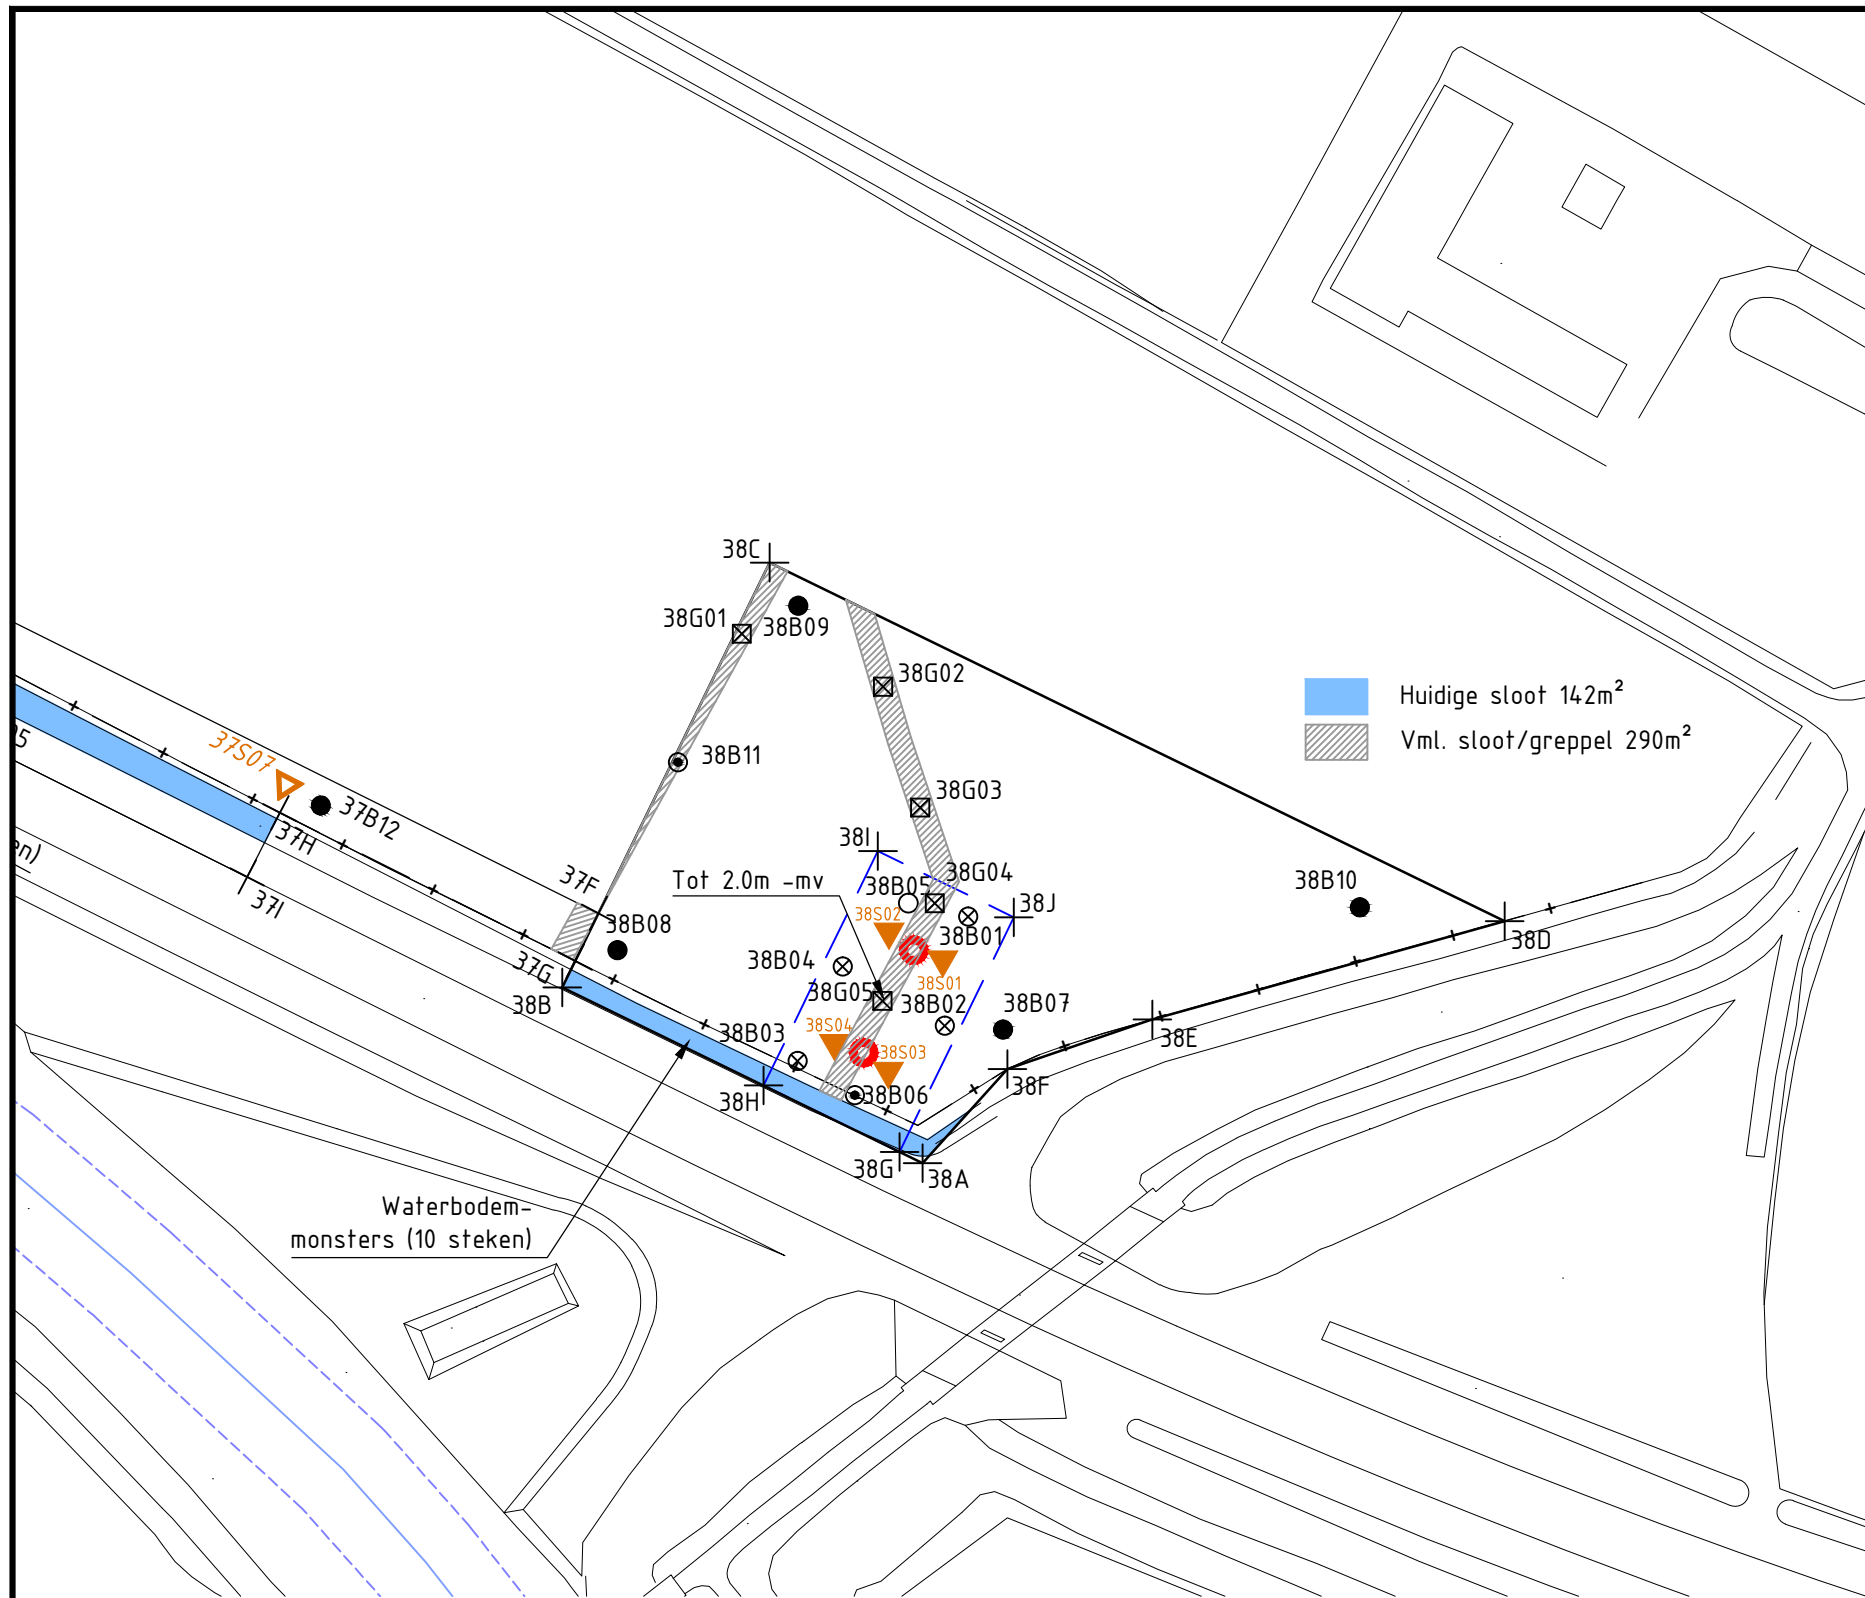 38C
38G01
38B09
38G02
Huidige sloot 142m²
Vml. sloot/greppel 290m²
37S07
38B11
38G03
37B12
37H
38I
37F
Tot 2.0m -mv
38B05
38G04
38B10
37I
38S02
38J
38B08
38B01
38D
37G
38B04
38S01
38B
38G05
38B02
38B07
38B03
38S04
38E
38S03
38F
38H
38B06
38G
38A
Waterbodem-
monsters (10 steken)